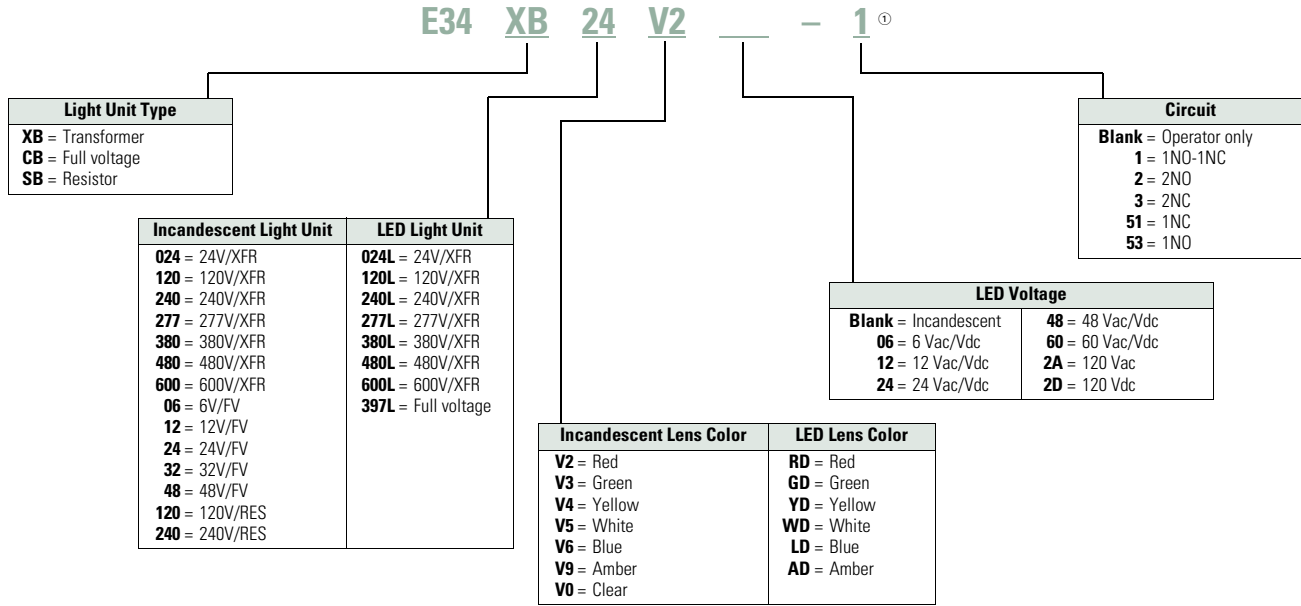 E34 XB 24 V2 ___ – 1 ①
Light Unit Type
XB = Transformer
CB = Full voltage
SB = Resistor
Incandescent Light Unit
024 = 24V/XFR
120 = 120V/XFR
240 = 240V/XFR
277 = 277V/XFR
380 = 380V/XFR
480 = 480V/XFR
600 = 600V/XFR
06 = 6V/FV
12 = 12V/FV
24 = 24V/FV
32 = 32V/FV
48 = 48V/FV
120 = 120V/RES
240 = 240V/RES
LED Light Unit
024L = 24V/XFR
120L = 120V/XFR
240L = 240V/XFR
277L = 277V/XFR
380L = 380V/XFR
480L = 480V/XFR
600L = 600V/XFR
397L = Full voltage
Incandescent Lens Color
V2 = Red
V3 = Green
V4 = Yellow
V5 = White
V6 = Blue
V9 = Amber
V0 = Clear
LED Lens Color
RD = Red
GD = Green
YD = Yellow
WD = White
LD = Blue
AD = Amber
LED Voltage
Blank = Incandescent
06 = 6 Vac/Vdc
12 = 12 Vac/Vdc
24 = 24 Vac/Vdc
48 = 48 Vac/Vdc
60 = 60 Vac/Vdc
2A = 120 Vac
2D = 120 Vdc
Circuit
Blank = Operator only
1 = 1NO-1NC
2 = 2NO
3 = 2NC
51 = 1NC
53 = 1NO